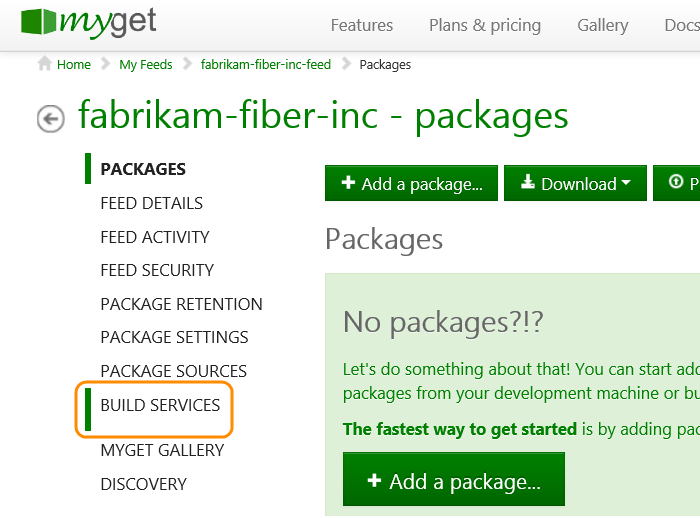 myget
Features Plans & pricing Gallery Docs
Home My Feeds fabrikam-fiber-inc-feed Packages
fabrikam-fiber-inc - packages
PACKAGES
FEED DETAILS
FEED ACTIVITY
FEED SECURITY
PACKAGE RETENTION
PACKAGE SETTINGS
PACKAGE SOURCES
BUILD SERVICES
MYGET GALLERY
DISCOVERY
Add a package... Download P
Packages
No packages?!?
Let's do something about that! You can start add
packages from your development machine or bu
The fastest way to get started is by adding pac
Add a package...